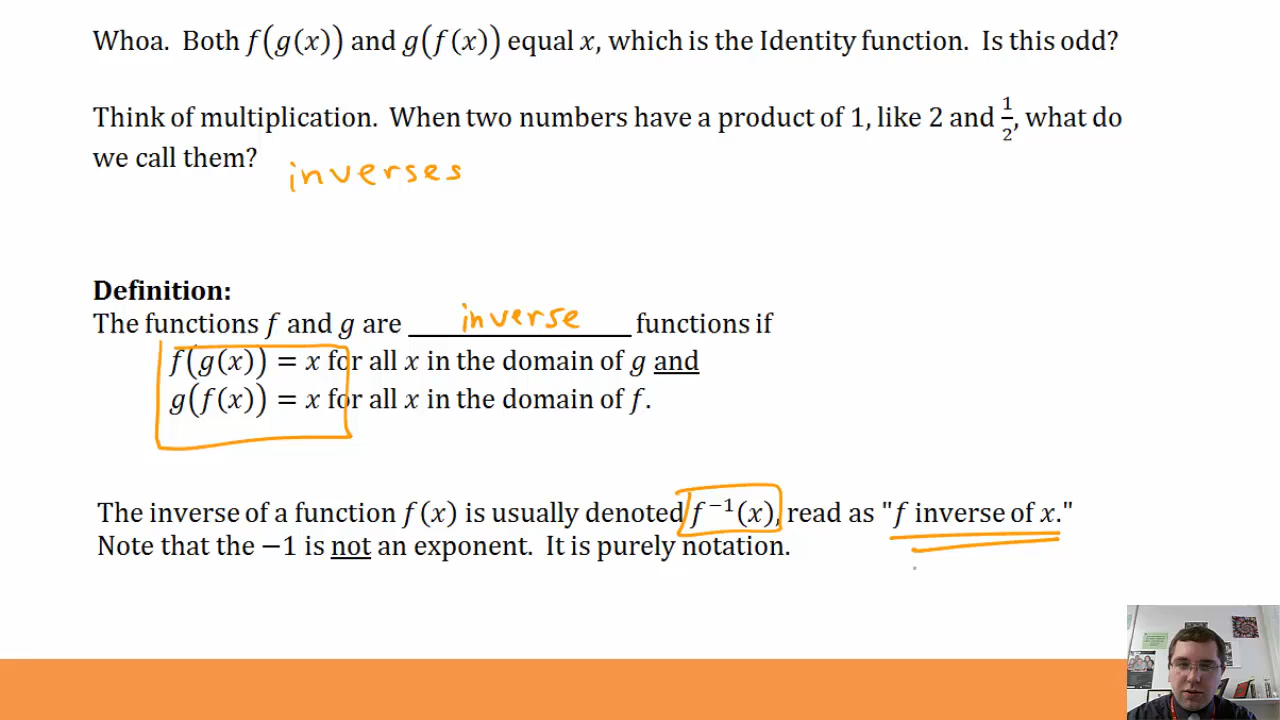 Whoa. Both f(g(x)) and g(f(x)) equal x, which is the Identity function. Is this odd?
Think of multiplication. When two numbers have a product of 1, like 2 and 1/2, what do
we call them? inverses
Definition:
The functions f and g are inverse functions if
f(g(x)) = x for all x in the domain of g and
g(f(x)) = x for all x in the domain of f.
The inverse of a function f(x) is usually denoted f⁻¹(x), read as "f inverse of x."
Note that the −1 is not an exponent. It is purely notation.